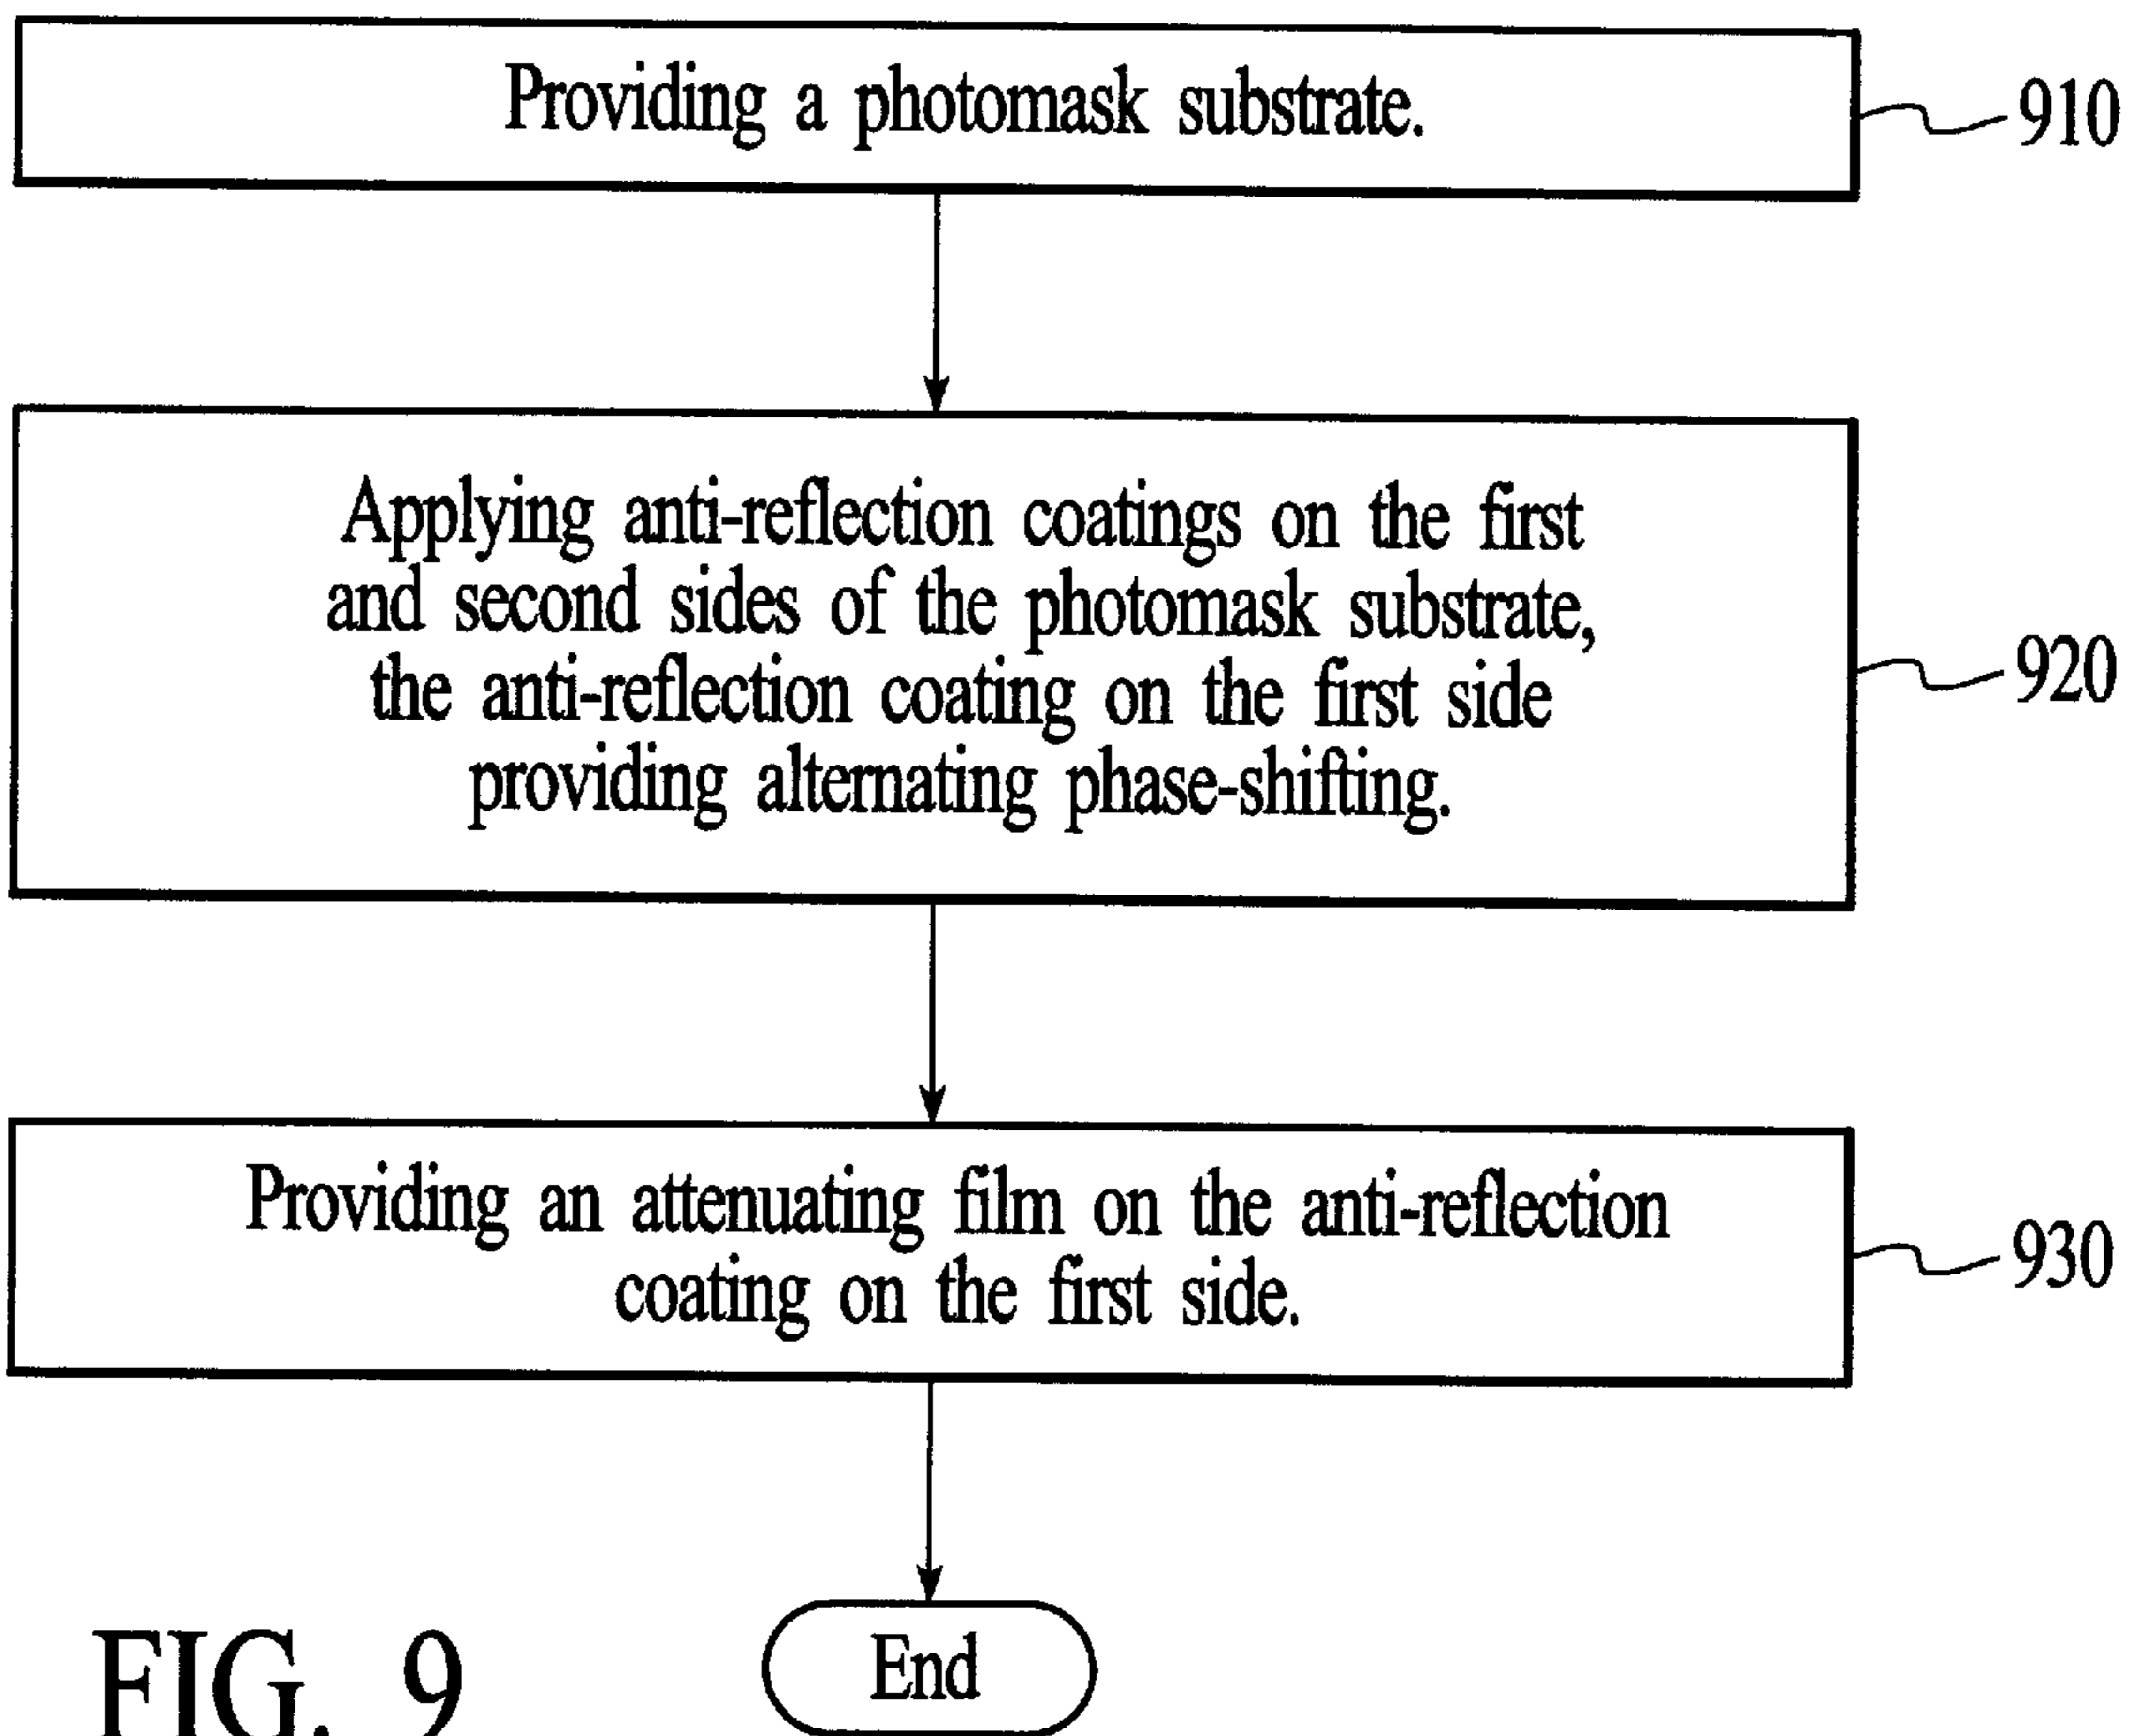 Providing a photomask substrate.
910
Applying anti-reflection coatings on the first
and second sides of the photomask substrate,
the anti-reflection coating on the first side
providing alternating phase-shifting.
920
Providing an attenuating film on the anti-reflection
coating on the first side.
930
End
FIG. 9